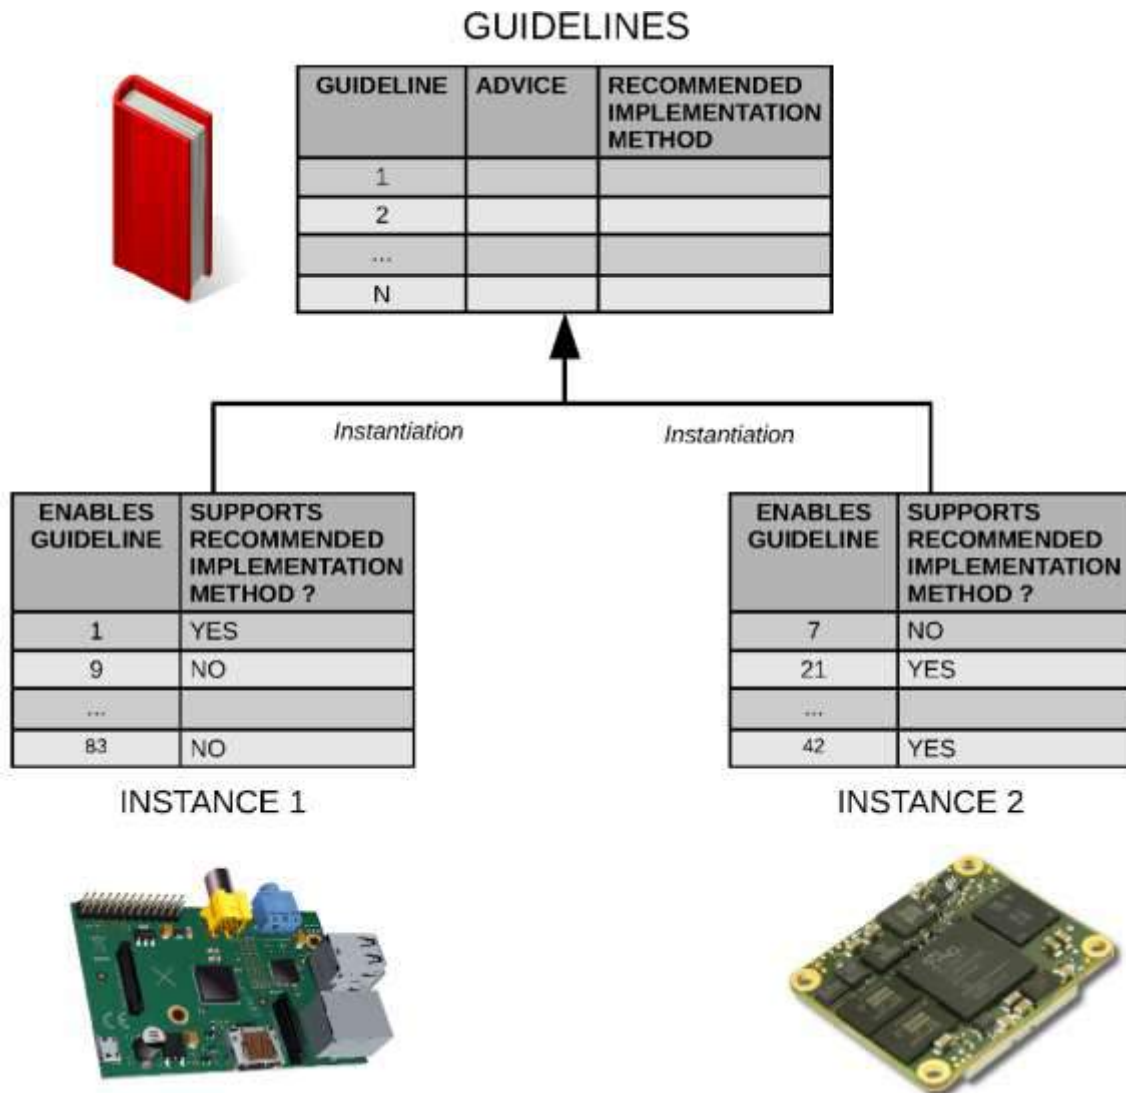 GUIDELINES
GUIDELINE ADVICE RECOMMENDED
IMPLEMENTATION
METHOD
1
2
...
N
Instantiation Instantiation
ENABLES SUPPORTS
GUIDELINE RECOMMENDED
IMPLEMENTATION
METHOD ?
1 YES
9 NO
...
83 NO
INSTANCE 1
ENABLES SUPPORTS
GUIDELINE RECOMMENDED
IMPLEMENTATION
METHOD ?
7 NO
21 YES
...
42 YES
INSTANCE 2